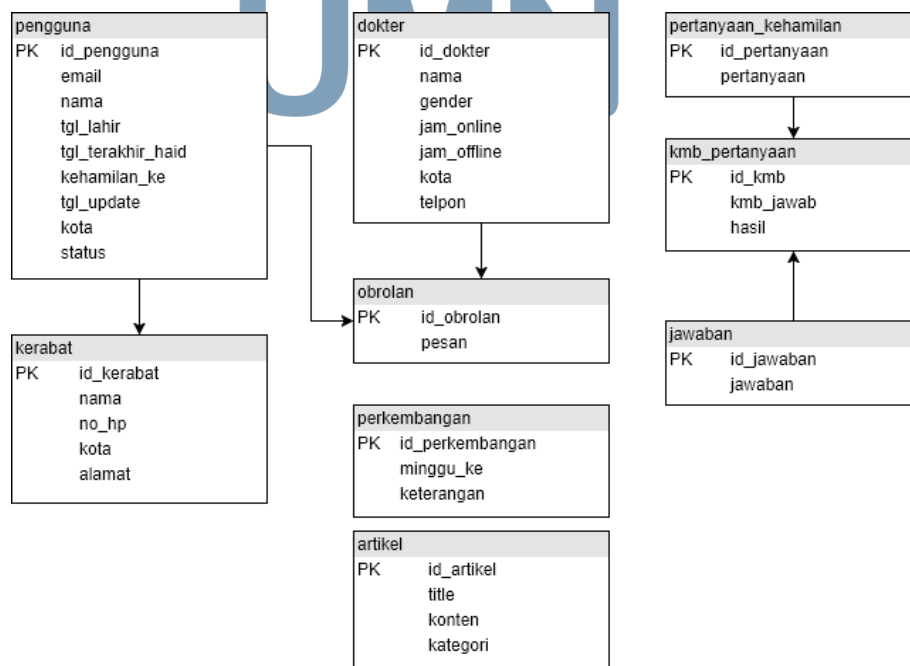 UMN
pengguna
PK id_pengguna
email
nama
tgl_lahir
tgl_terakhir_haid
kehamilan_ke
tgl_update
kota
status
kerabat
PK id_kerabat
nama
no_hp
kota
alamat
dokter
PK id_dokter
nama
gender
jam_online
jam_offline
kota
telpon
obrolan
PK id_obrolan
pesan
perkembangan
PK id_perkembangan
minggu_ke
keterangan
artikel
PK id_artikel
title
konten
kategori
pertanyaan_kehamilan
PK id_pertanyaan
pertanyaan
kmb_pertanyaan
PK id_kmb
kmb_jawab
hasil
jawaban
PK id_jawaban
jawaban